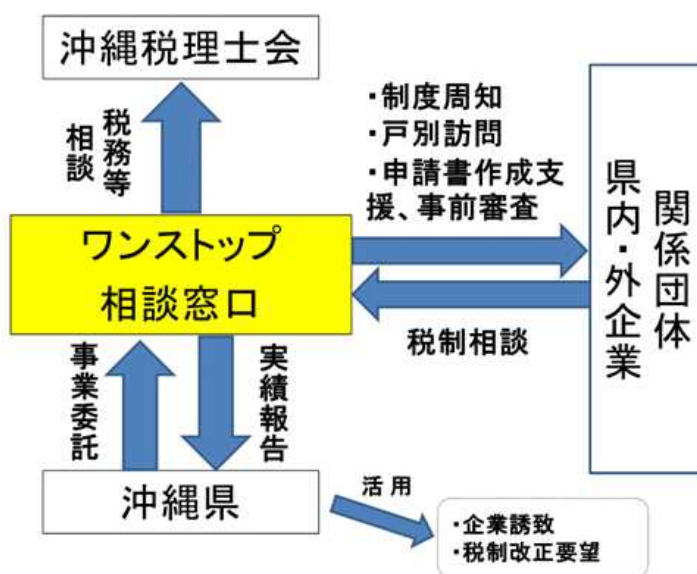 沖縄税理士会
税務等
相談
・制度周知
・戸別訪問
・申請書作成支
援、事前審査
関係団体
県内・外企業
ワンストップ
相談窓口
税制相談
事業委託
実績報告
沖縄県
活用
・企業誘致
・税制改正要望